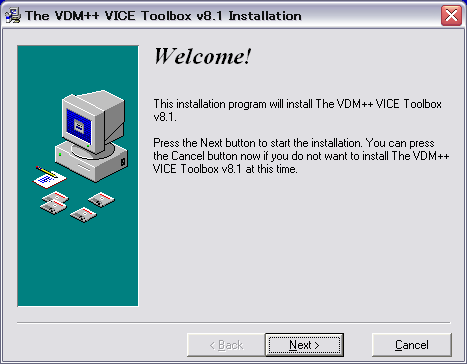 The VDM++ VICE Toolbox v8.1 Installation
Welcome!
This installation program will install The VDM++ VICE Toolbox
v8.1.
Press the Next button to start the installation. You can press
the Cancel button now if you do not want to install The VDM++
VICE Toolbox v8.1 at this time.
< Back
Next >
Cancel